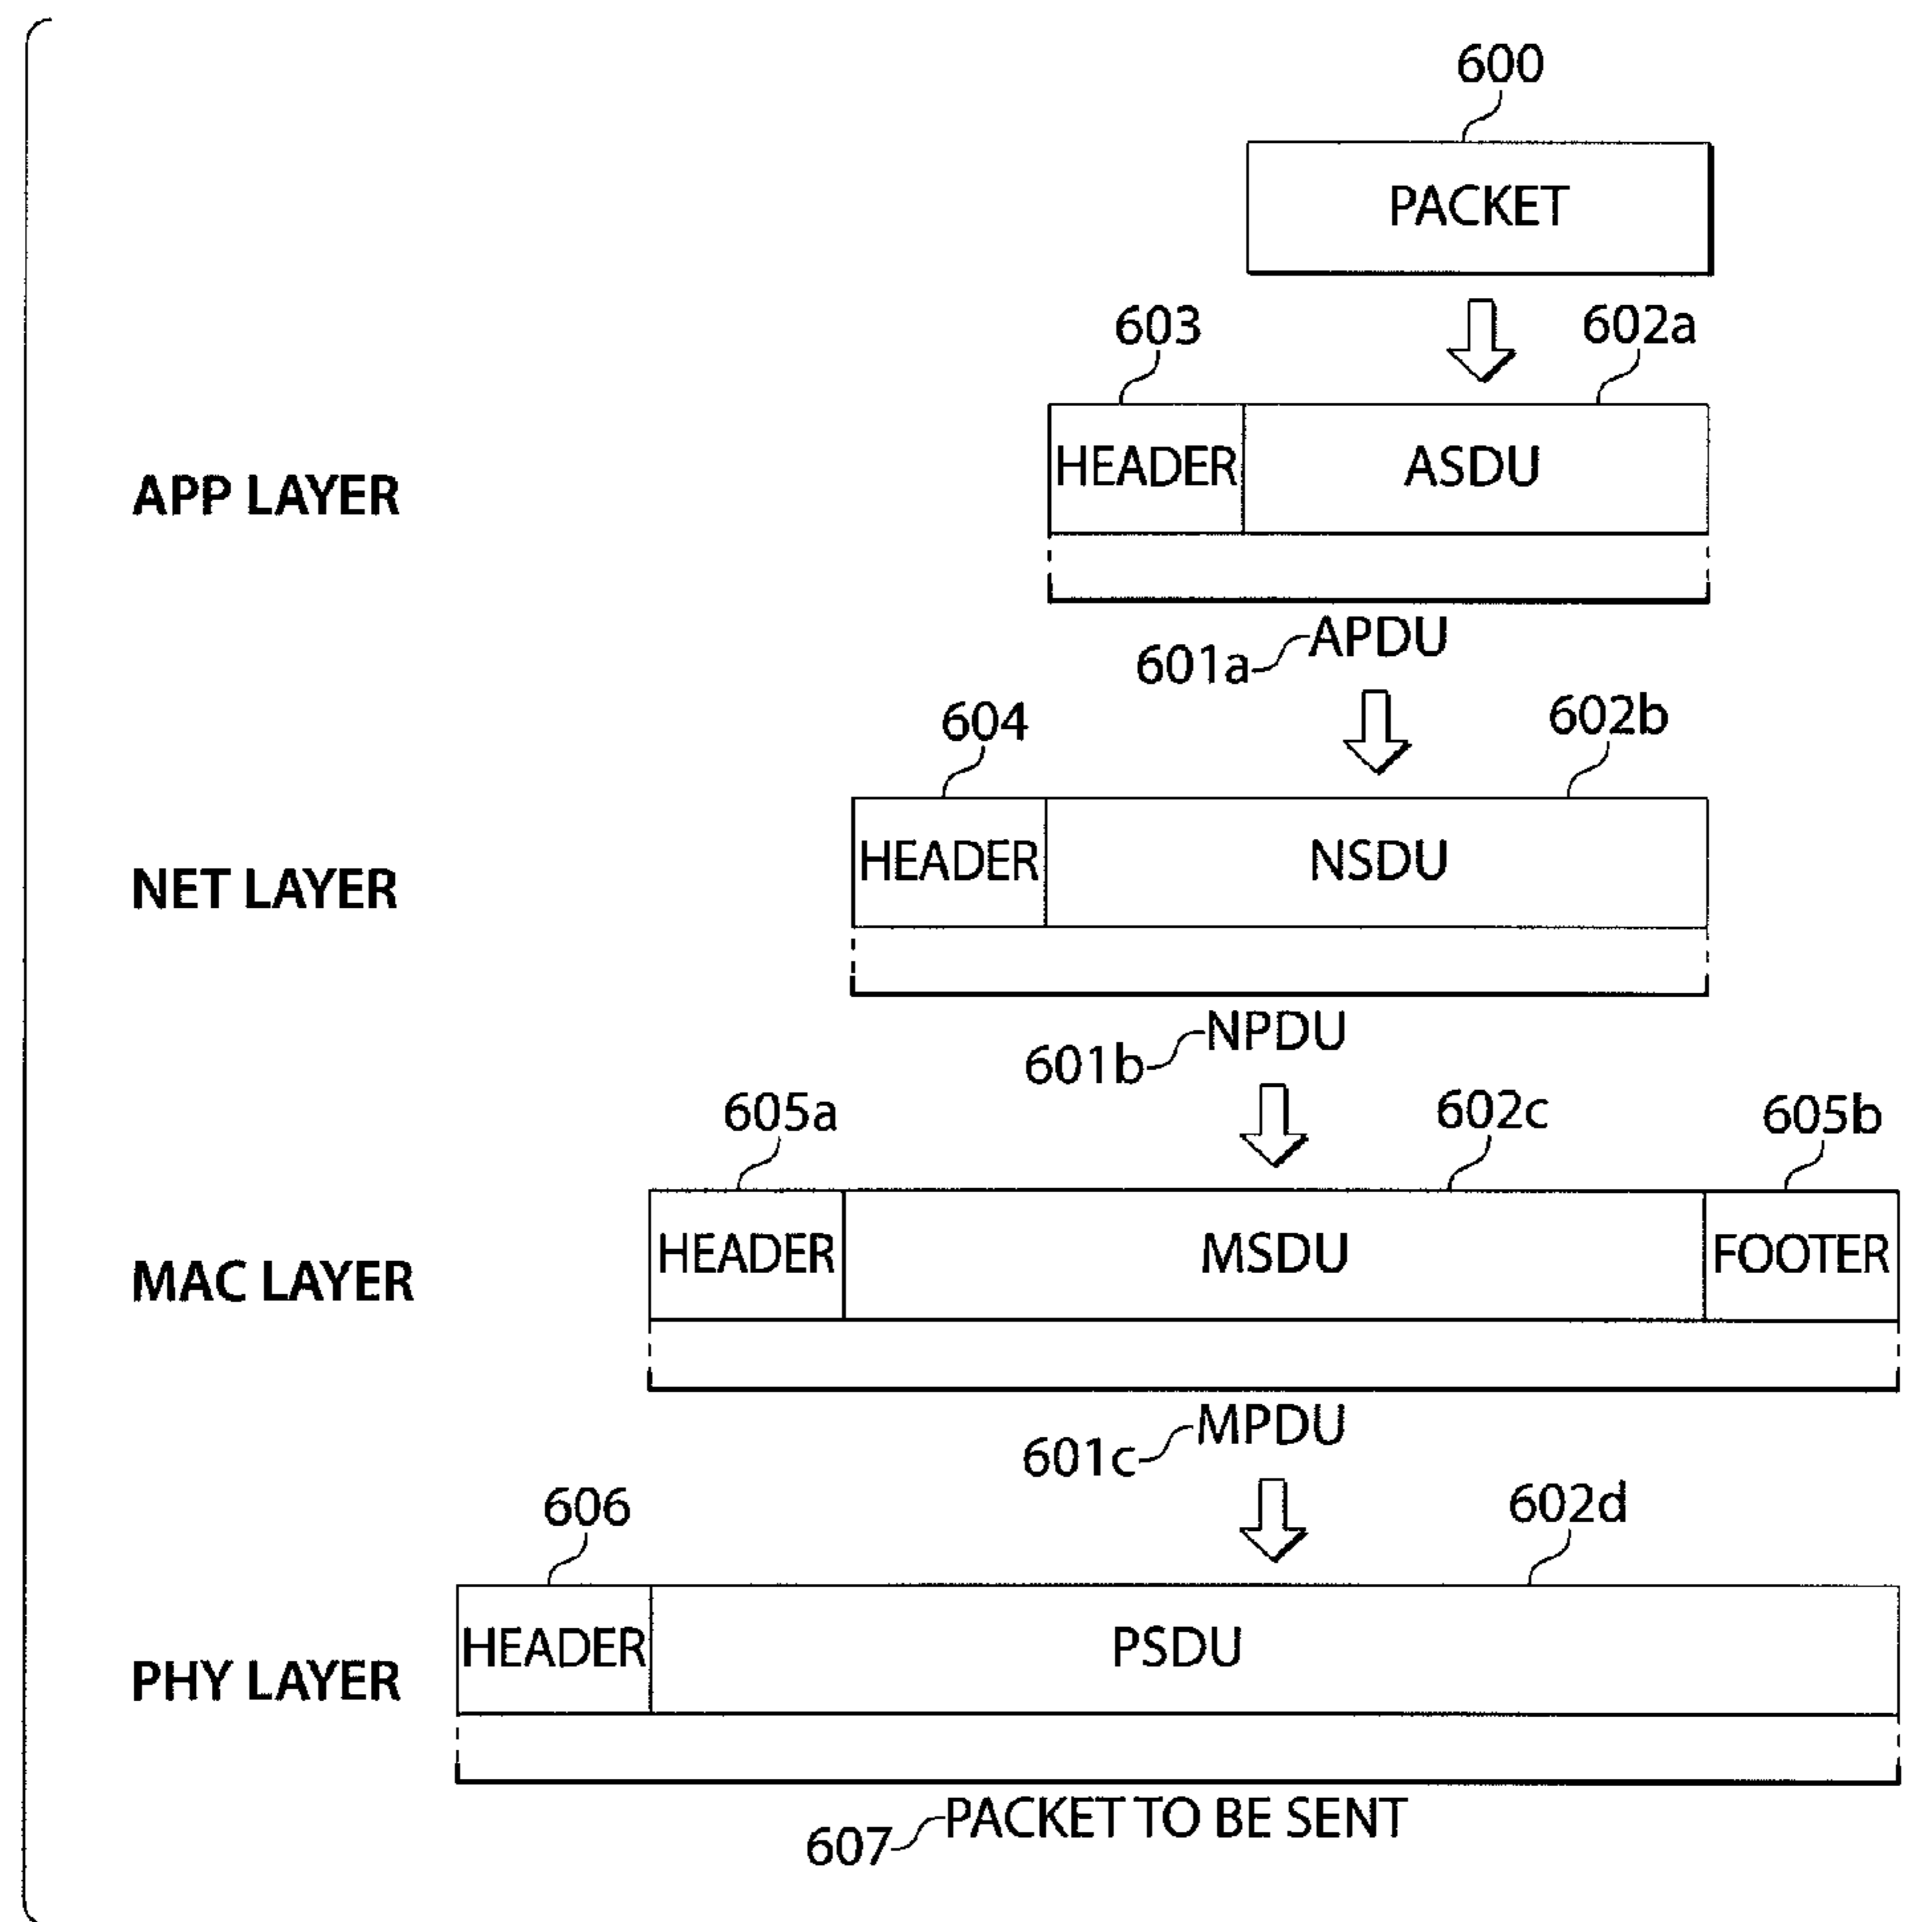 600
PACKET
603
602a
APP LAYER
HEADER
ASDU
601a
APDU
604
602b
NET LAYER
HEADER
NSDU
601b
NPDU
605a
602c
605b
MAC LAYER
HEADER
MSDU
FOOTER
601c
MPDU
606
602d
PHY LAYER
HEADER
PSDU
607
PACKET TO BE SENT